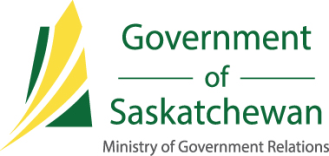 Government
of
Saskatchewan
Ministry of Government Relations